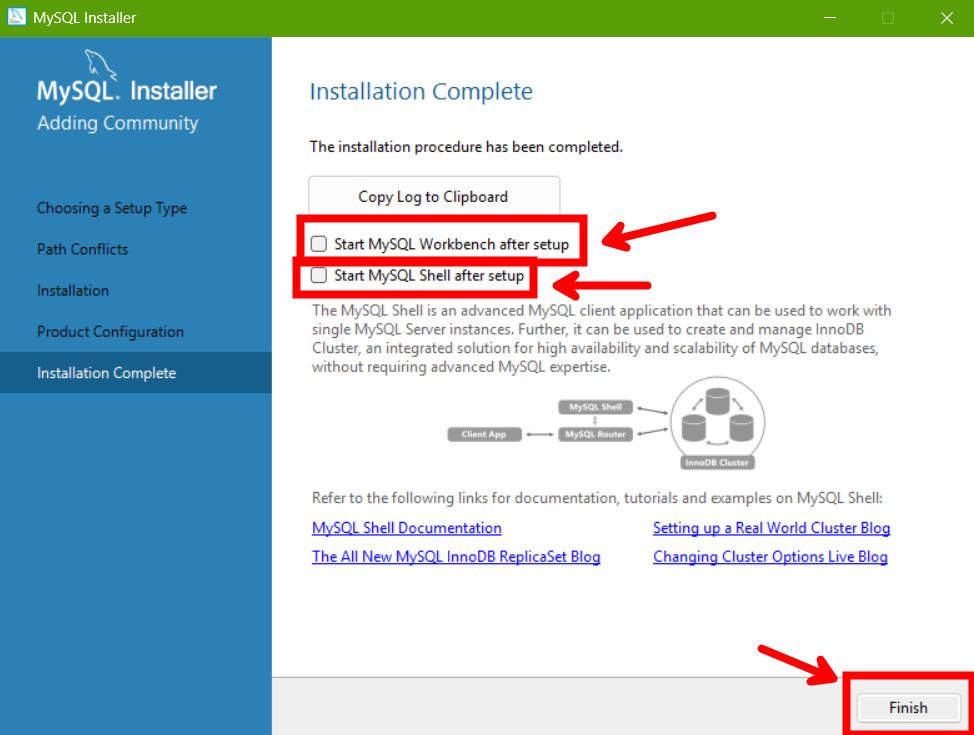 MySQL Installer
MySQL. Installer
Adding Community
Choosing a Setup Type
Path Conflicts
Installation
Product Configuration
Installation Complete
Installation Complete
The installation procedure has been completed.
Copy Log to Clipboard
Start MySQL Workbench after setup
Start MySQL Shell after setup
The MySQL Shell is an advanced MySQL client application that can be used to work with
single MySQL Server instances. Further, it can be used to create and manage InnoDB
Cluster, an integrated solution for high availability and scalability of MySQL databases,
without requiring advanced MySQL expertise.
MySQL Shell
Client App
MySQL Router
InnoDB Cluster
Refer to the following links for documentation, tutorials and examples on MySQL Shell:
MySQL Shell Documentation
Setting up a Real World Cluster Blog
The All New MySQL InnoDB ReplicaSet Blog
Changing Cluster Options Live Blog
Finish